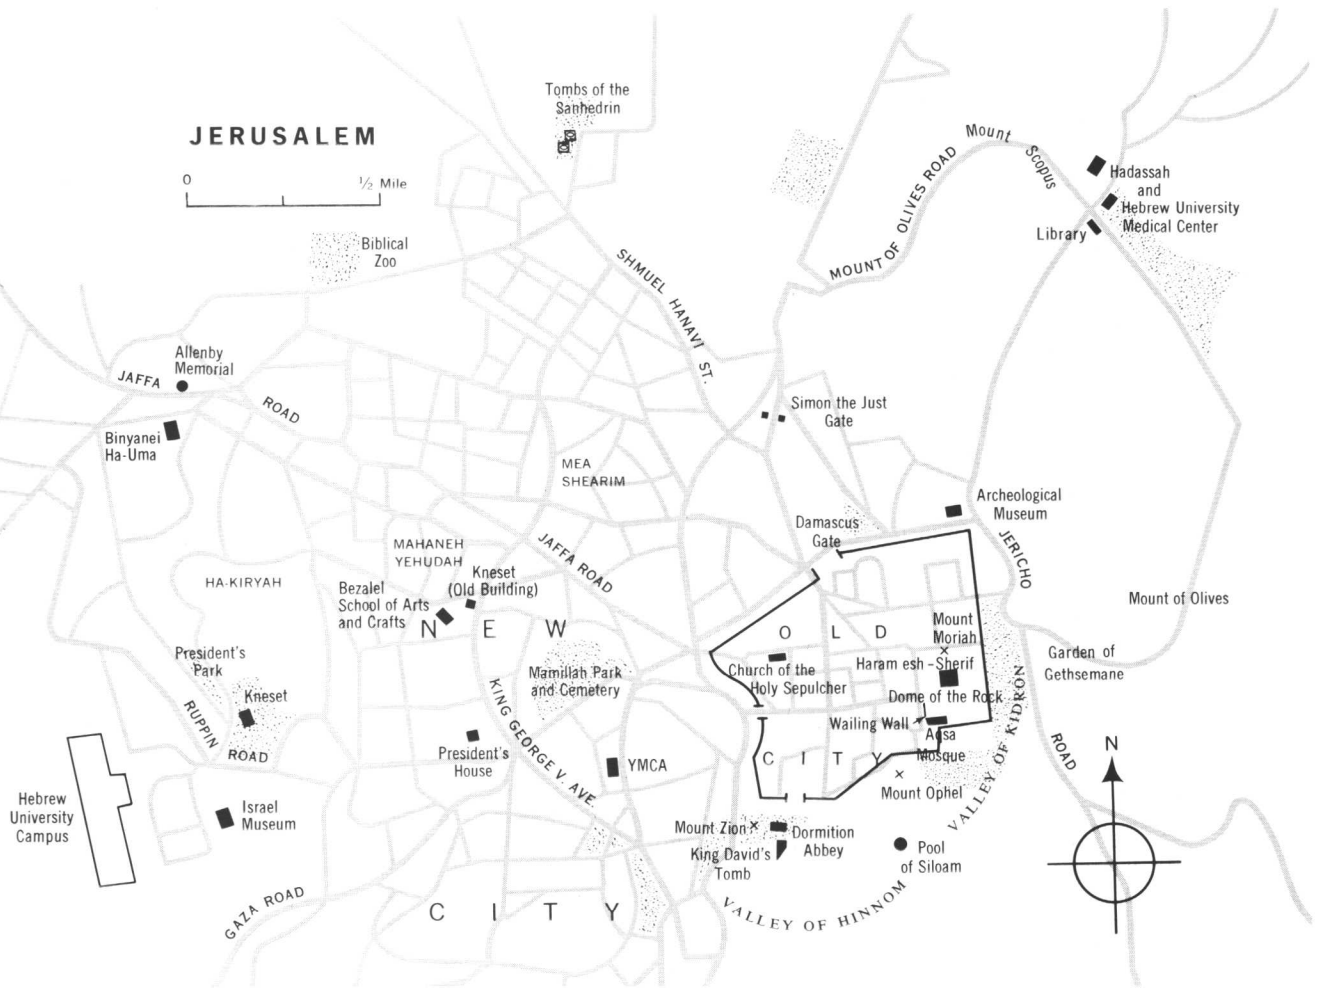 Tombs of the
Sanhedrin
JERUSALEM
0 1/2 Mile
Mount Scopus
MOUNT OF OLIVES ROAD
Hadassah
and
Hebrew University
Medical Center
Library
Biblical
Zoo
SHMUEL HANAVI ST.
Allenby
Memorial
JAFFA ROAD
Binyanei
Ha-Uma
Simon the Just
Gate
MEA
SHEARIM
Archeological
Museum
Damascus
Gate
JERICHO ROAD
MAHANEH
YEHUDAH
JAFFA ROAD
Kneset
(Old Building)
HA-KIRYAH
Bezalel
School of Arts
and Crafts
NEW
OLD
Mount of Olives
Mount
Moriah
President's
Park
Garden of
Gethsemane
Haram esh-Sherif
Church of the
Holy Sepulcher
Mamillah Park
and Cemetery
Dome of the Rock
Kneset
RUPPIN ROAD
KING GEORGE V. AVE.
Wailing Wall
Aqsa
Mosque
VALLEY OF KIDRON
President's
House
YMCA
CITY
N
Mount Ophel
Hebrew
University
Campus
Israel
Museum
Mount Zion
Dormition
Abbey
King David's
Tomb
Pool
of Siloam
GAZA ROAD
CITY
VALLEY OF HINNOM